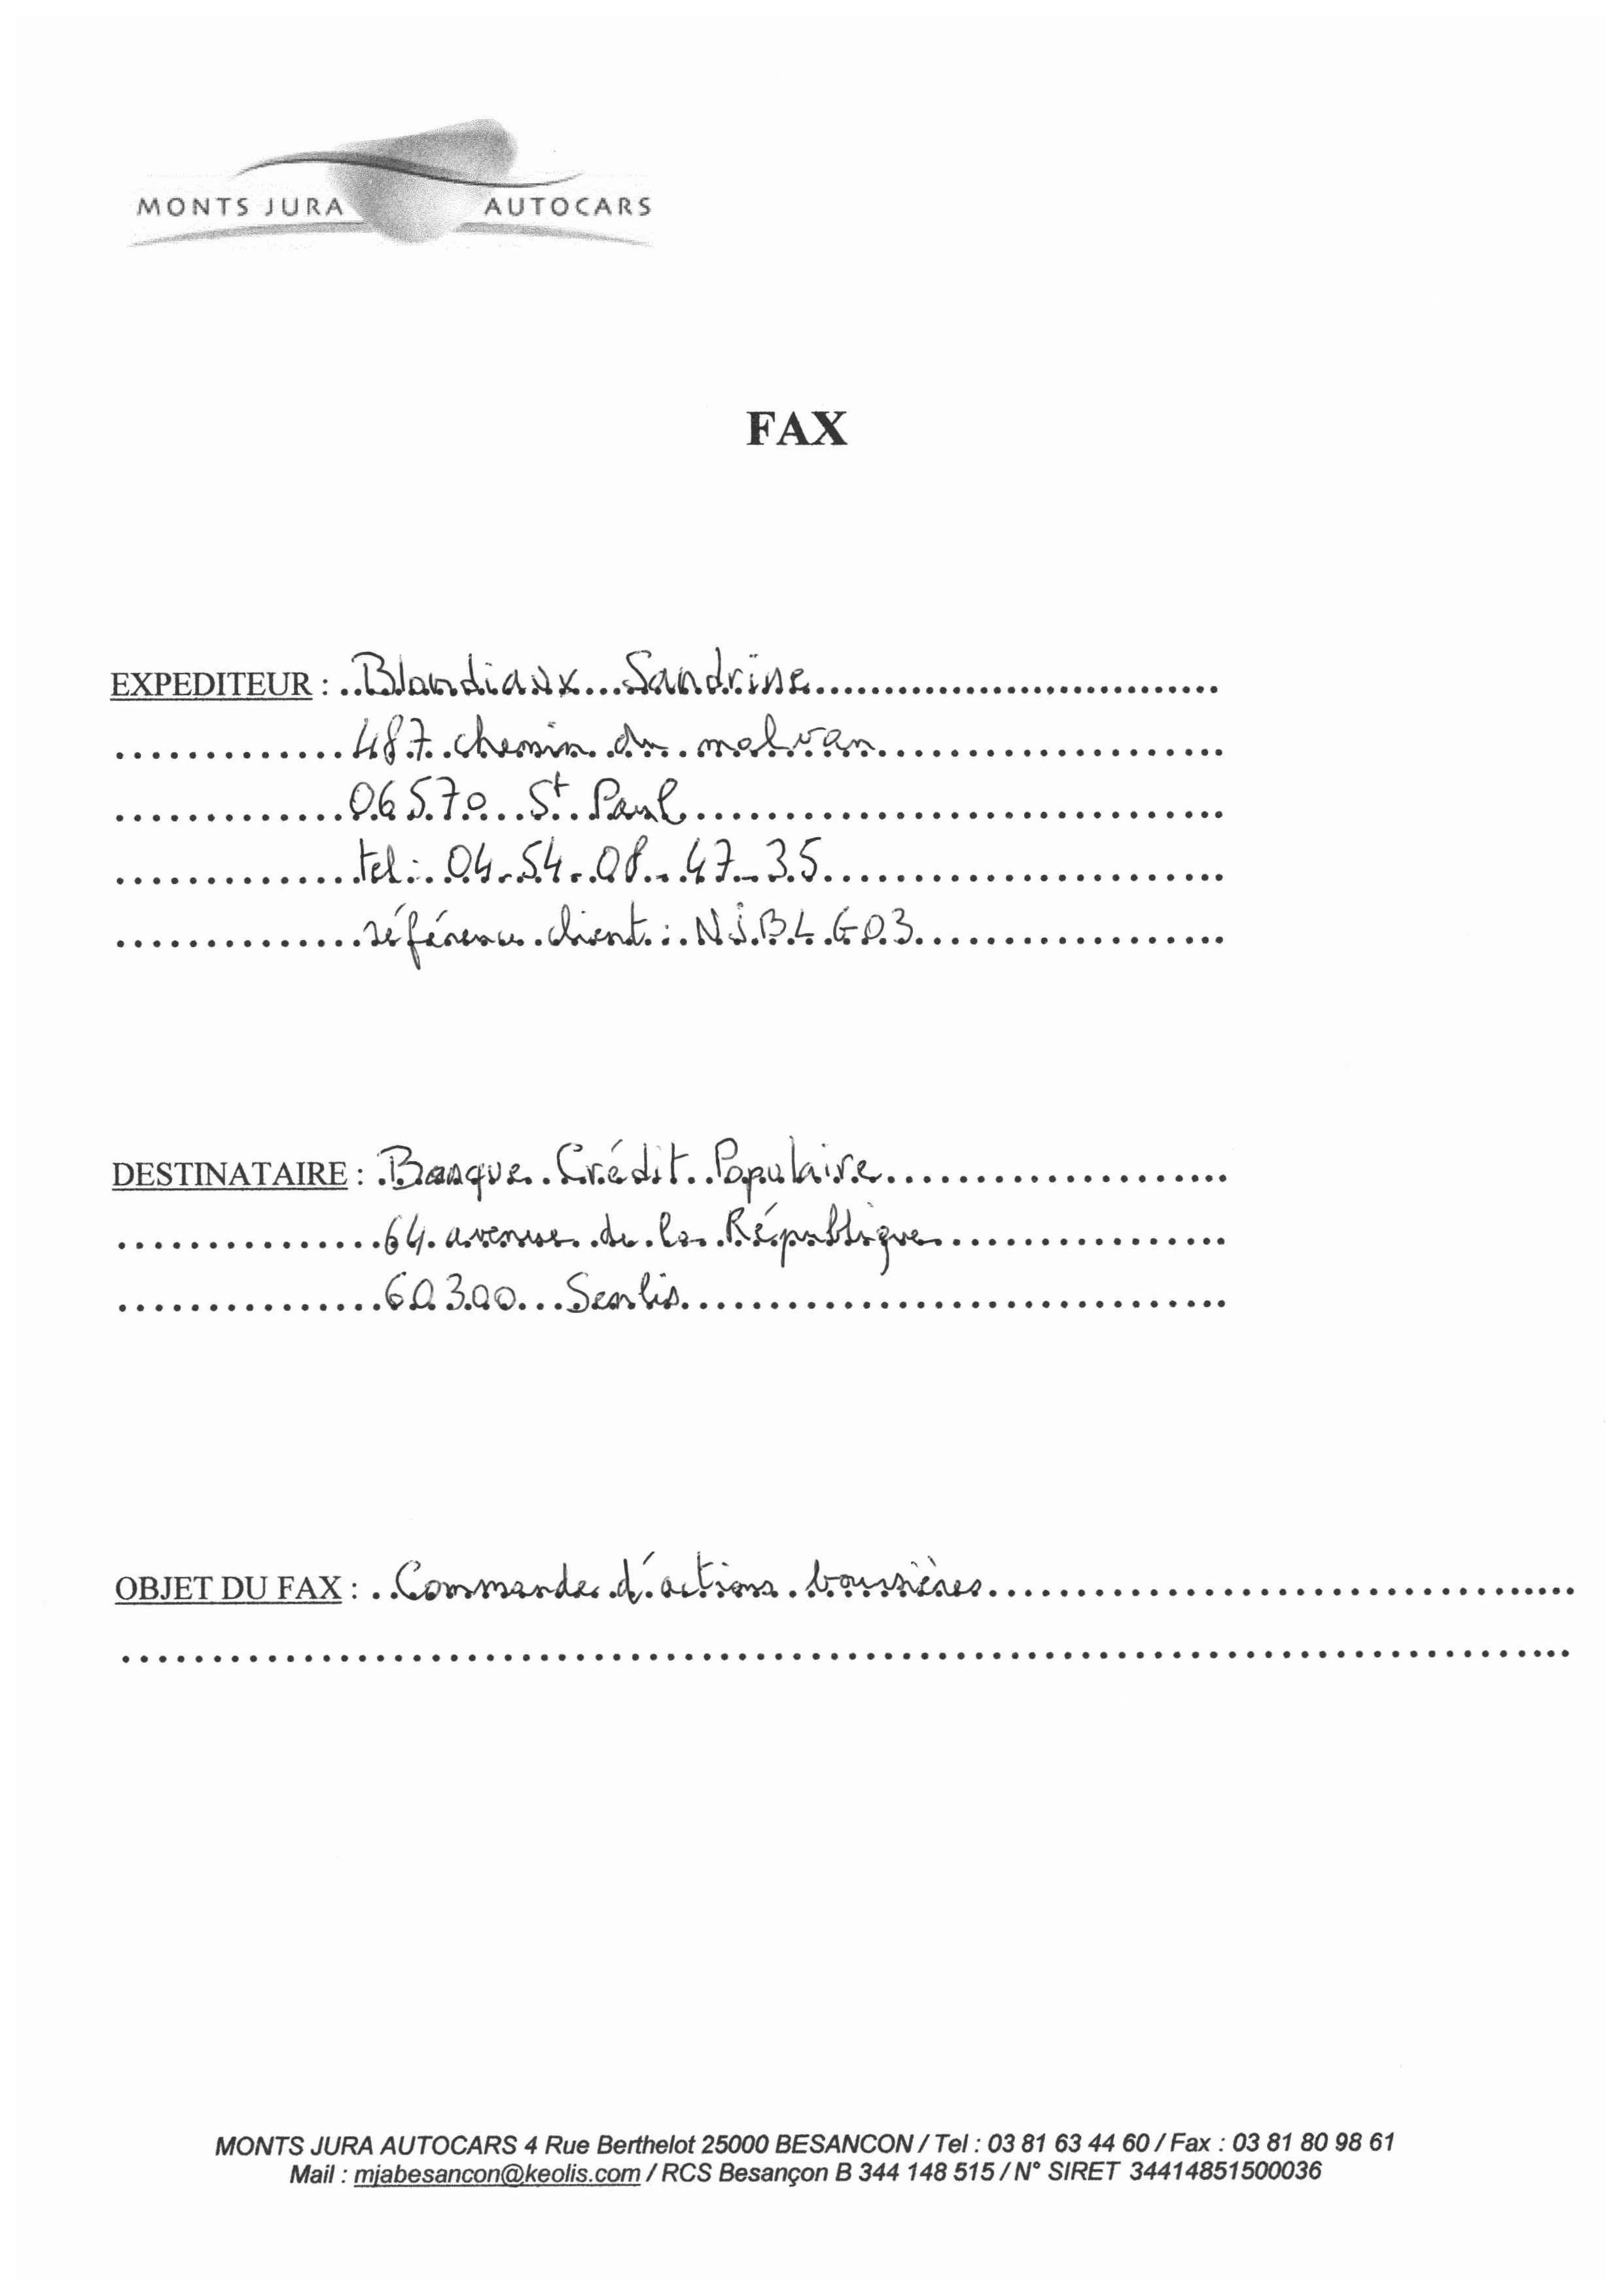 MONTS JURA AUTOCARS
FAX
EXPEDITEUR : Blandiaux Sandrine
487 chemin du malvan
06570 St Paul
tel : 04-54-08-47-35
référence client : NJBLG03
DESTINATAIRE : Banque Crédit Populaire
64 avenue de la République
60300 Senlis
OBJET DU FAX : Commande d'actions boursières
MONTS JURA AUTOCARS 4 Rue Berthelot 25000 BESANCON / Tel : 03 81 63 44 60 / Fax : 03 81 80 98 61
Mail : mjabesancon@keolis.com / RCS Besançon B 344 148 515 / N° SIRET 34414851500036